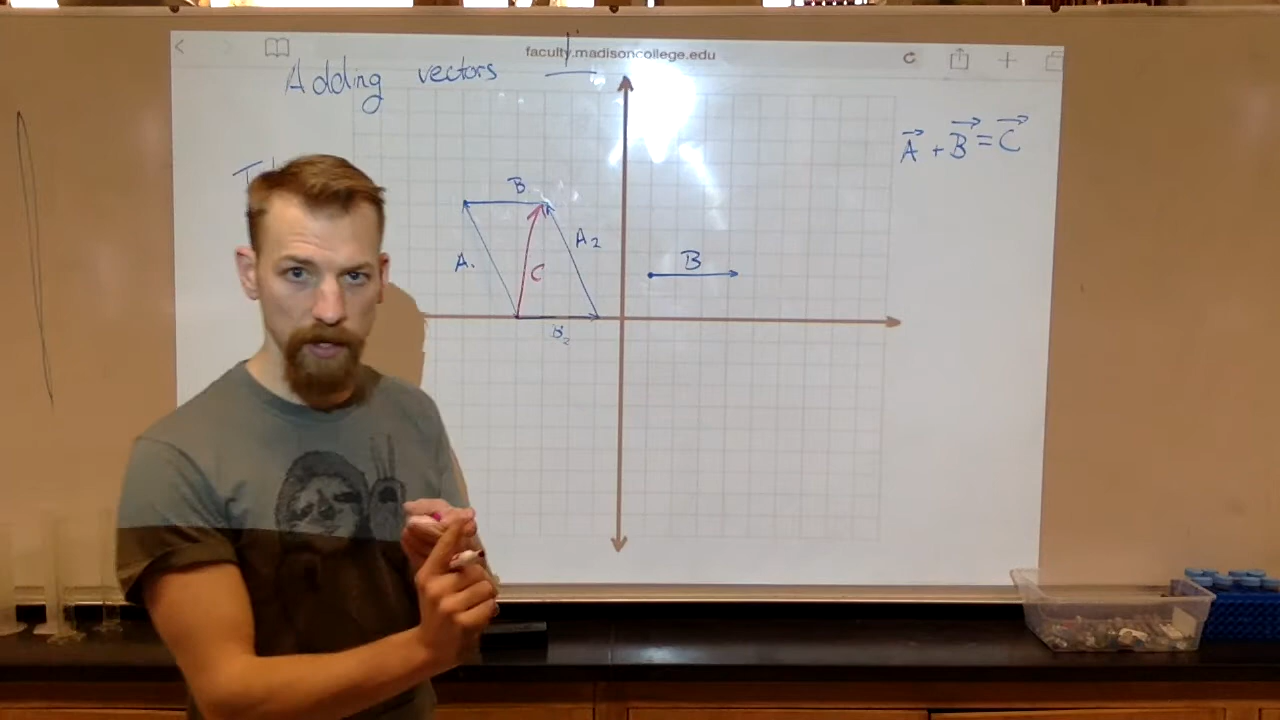 faculty.madisoncollege.edu
Adding vectors
A + B = C
B
A
C
A2
B2
B